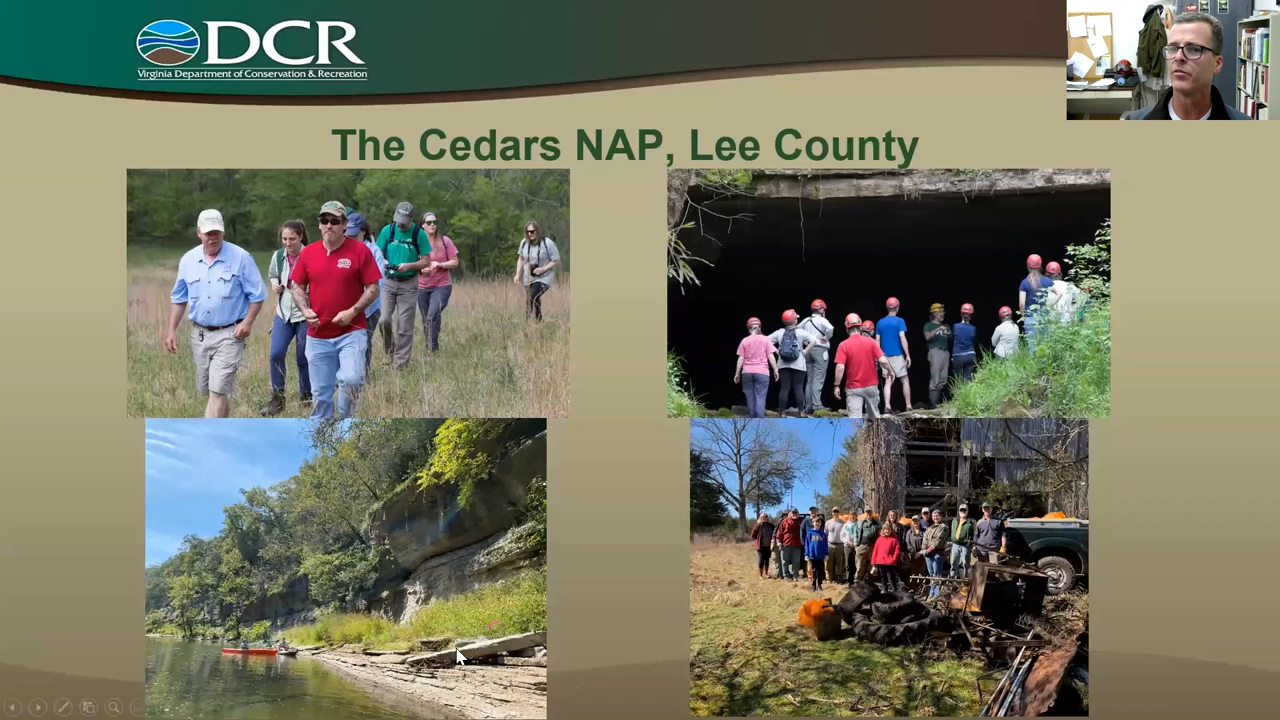 DCR
Virginia Department of Conservation & Recreation
The Cedars NAP, Lee County